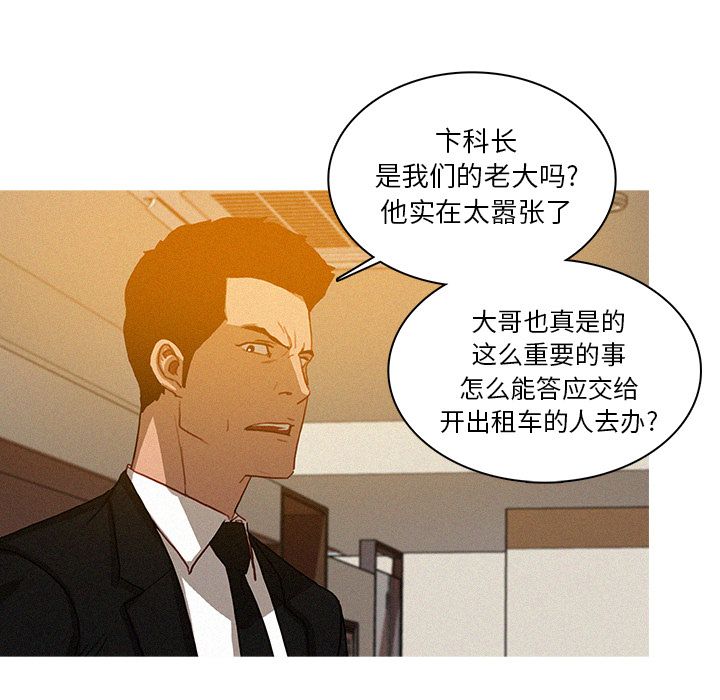 卞科长
是我们的老大吗?
他实在太嚣张了
大哥也真是的
这么重要的事
怎么能答应交给
开出租车的人去办?